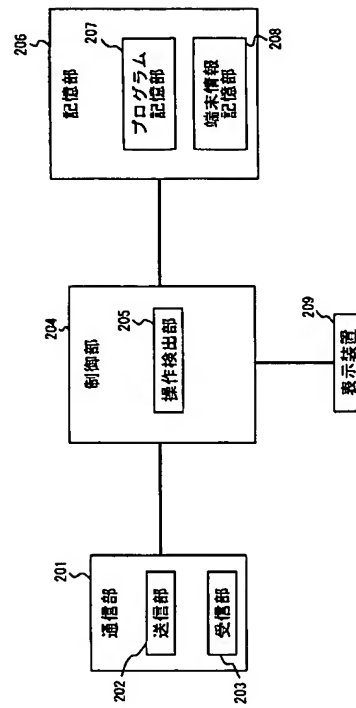 201
通信部
202
送信部
203
受信部
204
制御部
205
操作検出部
206
記憶部
207
プログラム
記憶部
208
端末情報
記憶部
209
表示装置